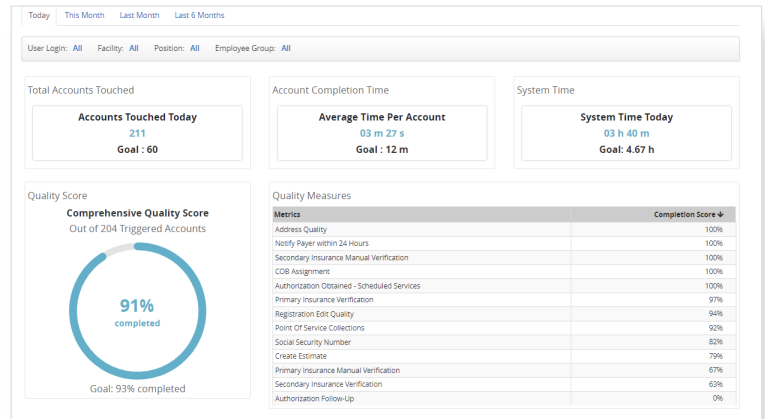 Today This Month Last Month Last 6 Months
User Login: All Facility: All Position: All Employee Group: All
Total Accounts Touched
Accounts Touched Today
211
Goal : 60
Account Completion Time
Average Time Per Account
03 m 27 s
Goal : 12 m
System Time
System Time Today
03 h 40 m
Goal: 4.67 h
Quality Score
Comprehensive Quality Score
Out of 204 Triggered Accounts
91%
completed
Goal: 93% completed
Quality Measures
Metrics Completion Score
Address Quality 100%
Notify Payer within 24 Hours 100%
Secondary Insurance Manual Verification 100%
COB Assignment 100%
Authorization Obtained - Scheduled Services 100%
Primary Insurance Verification 97%
Registration Edit Quality 94%
Point Of Service Collections 92%
Social Security Number 82%
Create Estimate 79%
Primary Insurance Manual Verification 67%
Secondary Insurance Verification 63%
Authorization Follow-Up 0%